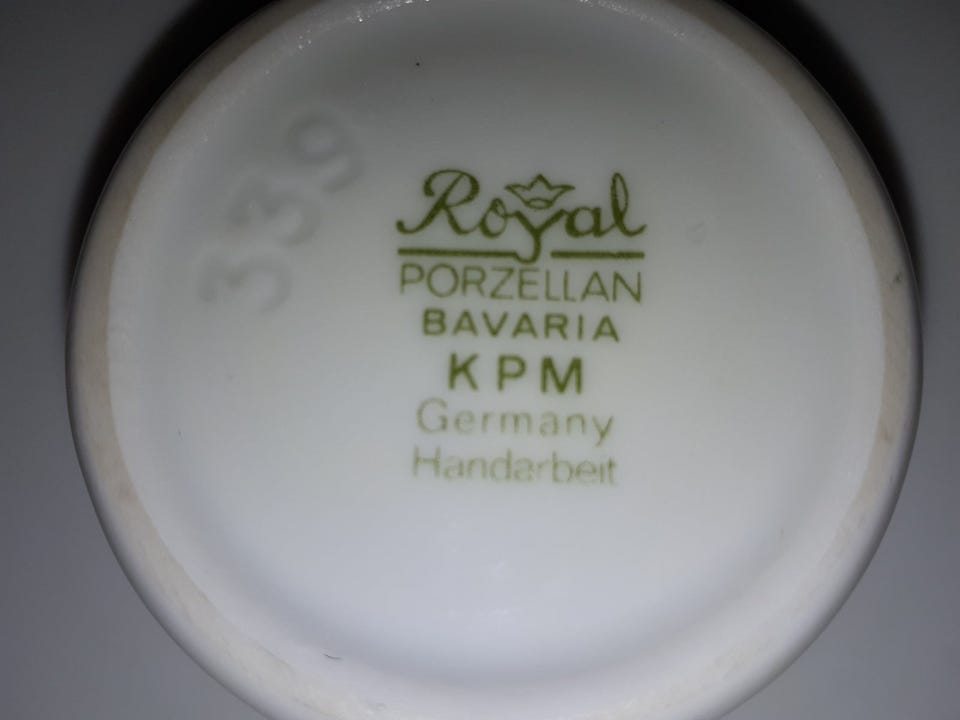 339
Royal
PORZELLAN
BAVARIA
KPM
Germany
Handarbeit